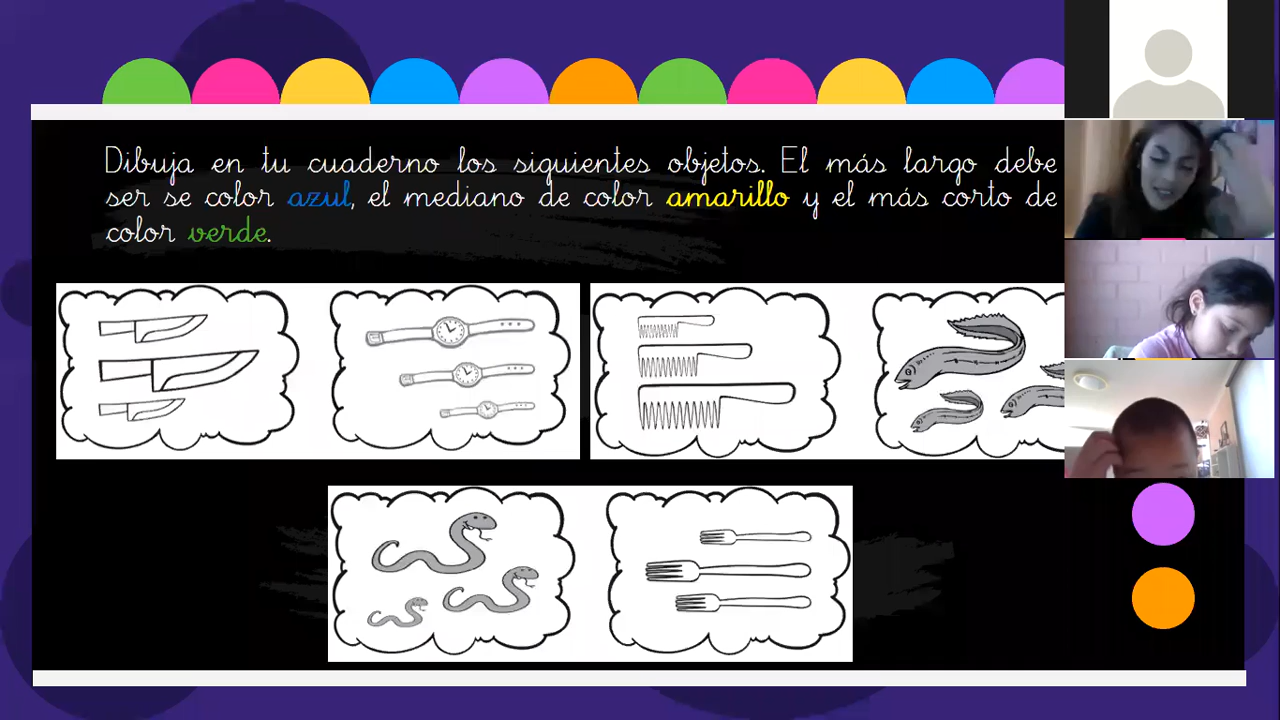 Dibuja en tu cuaderno los siguientes objetos. El más largo debe
ser se color azul, el mediano de color amarillo y el más corto de
color verde.